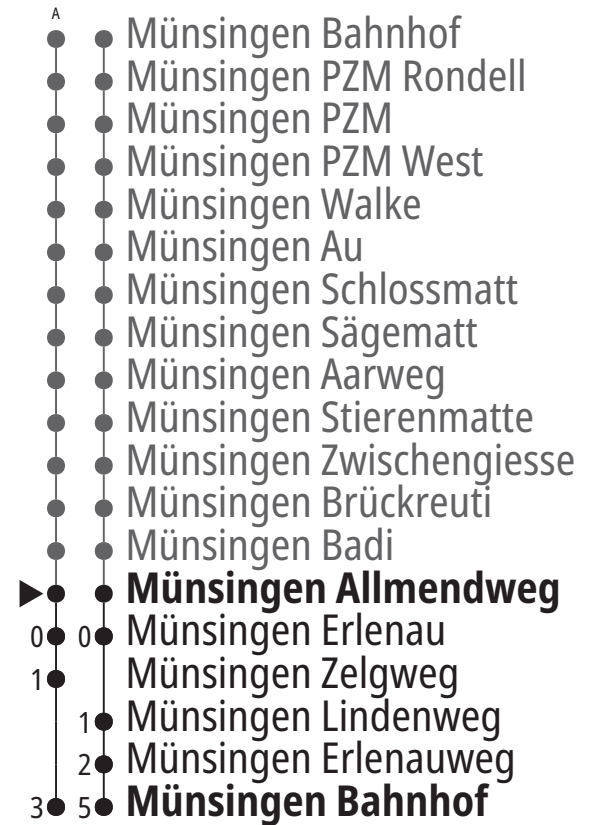 A
Münsingen Bahnhof
Münsingen PZM Rondell
Münsingen PZM
Münsingen PZM West
Münsingen Walke
Münsingen Au
Münsingen Schlossmatt
Münsingen Sägematt
Münsingen Aarweg
Münsingen Stierenmatte
Münsingen Zwischengiesse
Münsingen Brückreuti
Münsingen Badi
Münsingen Allmendweg
0 0 Münsingen Erlenau
1 Münsingen Zelgweg
1 Münsingen Lindenweg
2 Münsingen Erlenauweg
3 5 Münsingen Bahnhof